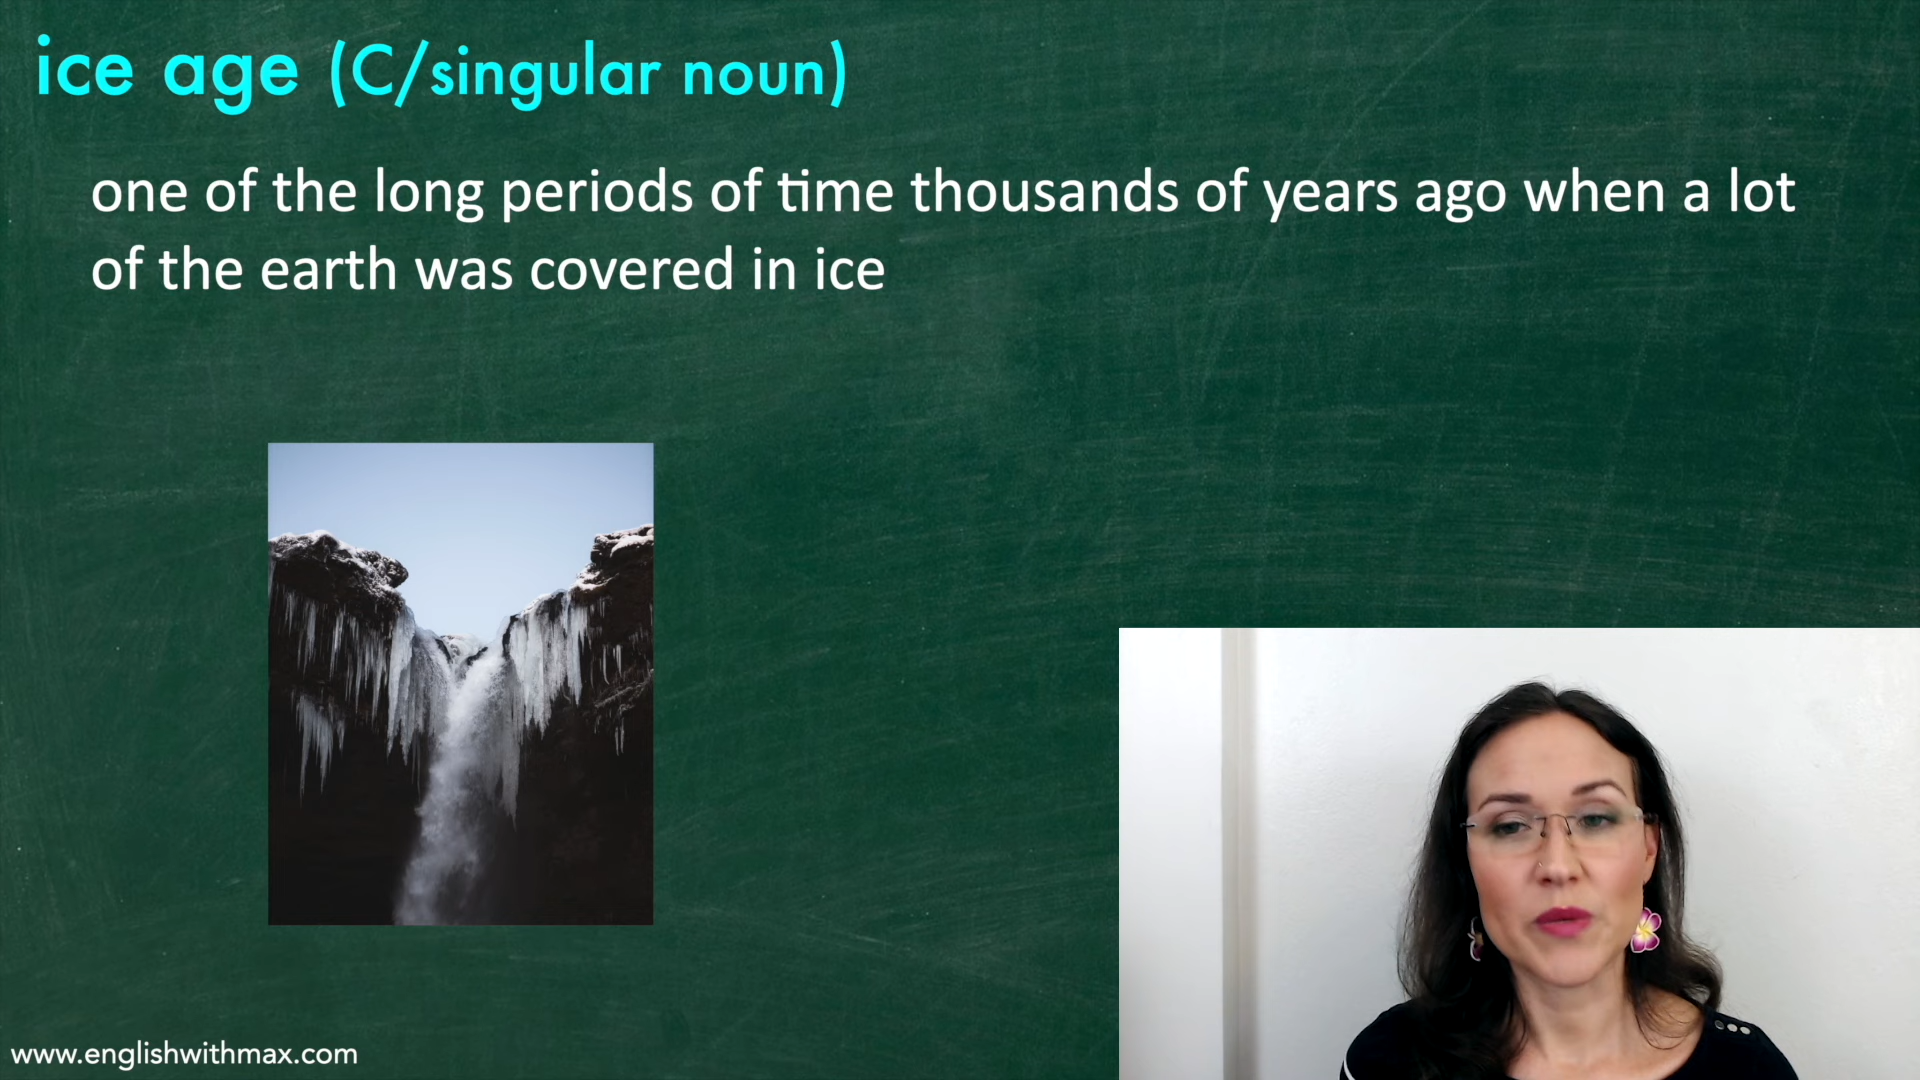 ice age (C/singular noun)
one of the long periods of time thousands of years ago when a lot
of the earth was covered in ice
www.englishwithmax.com